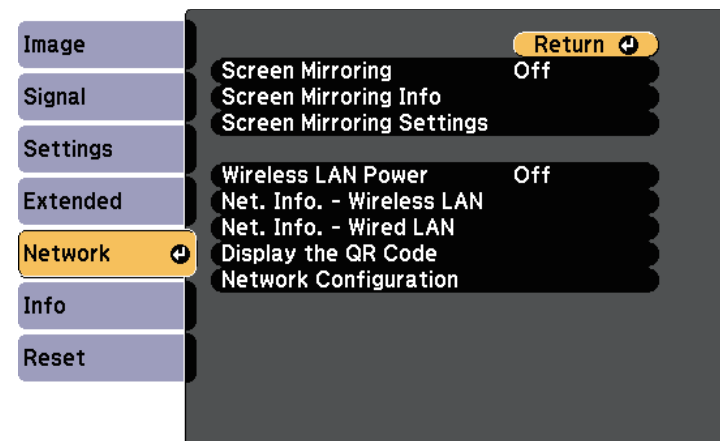 Image
Signal
Settings
Extended
Network
Info
Reset
Return
Screen Mirroring Off
Screen Mirroring Info
Screen Mirroring Settings
Wireless LAN Power Off
Net. Info. - Wireless LAN
Net. Info. - Wired LAN
Display the QR Code
Network Configuration